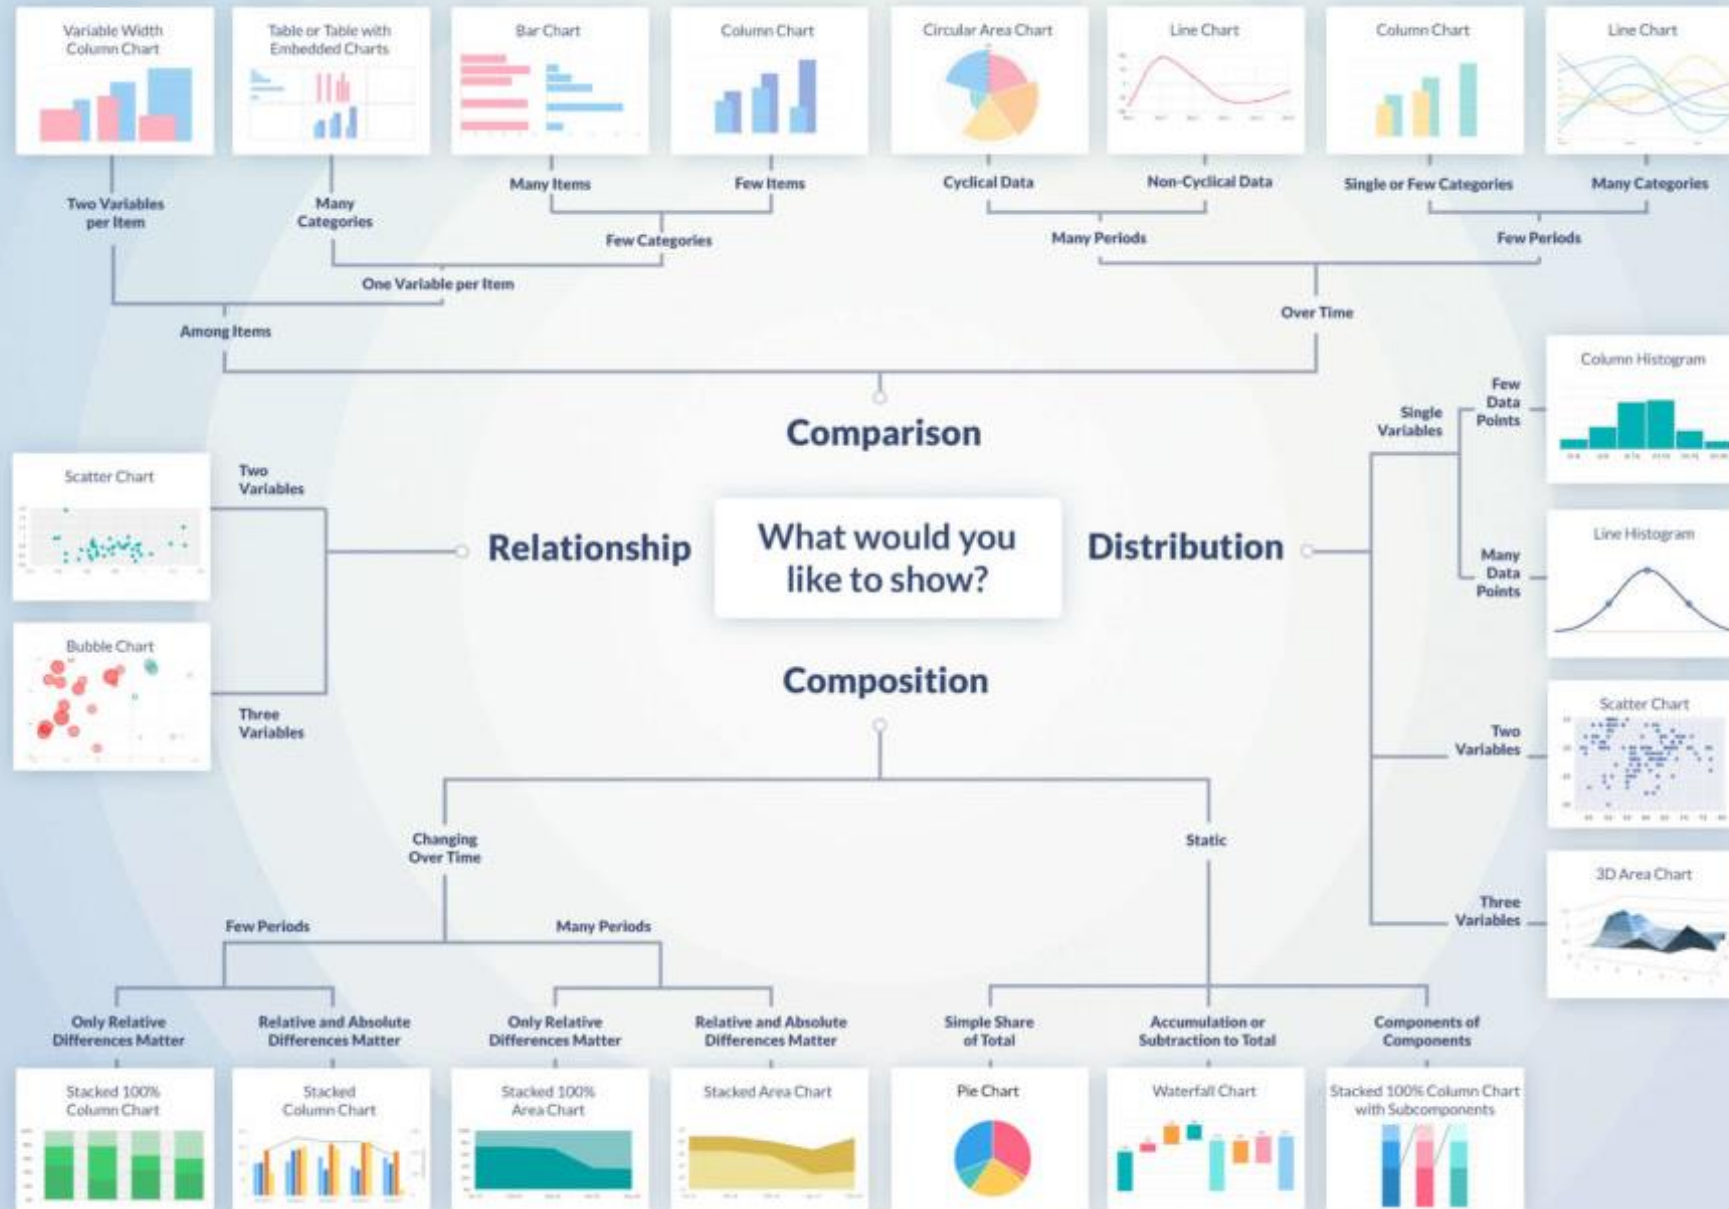 Variable Width
Column Chart
Table or Table with
Embedded Charts
Bar Chart
Column Chart
Circular Area Chart
Line Chart
Column Chart
Line Chart
Two Variables
per Item
Many
Categories
Many Items
Few Items
Cyclical Data
Non-Cyclical Data
Single or Few Categories
Many Categories
Few Categories
Many Periods
Few Periods
One Variable per Item
Among Items
Over Time
Comparison
Single
Variables
Few
Data
Points
Column Histogram
Scatter Chart
Two
Variables
Relationship
What would you
like to show?
Distribution
Many
Data
Points
Line Histogram
Bubble Chart
Three
Variables
Composition
Two
Variables
Scatter Chart
Three
Variables
3D Area Chart
Changing
Over Time
Static
Few Periods
Many Periods
Only Relative
Differences Matter
Relative and Absolute
Differences Matter
Only Relative
Differences Matter
Relative and Absolute
Differences Matter
Simple Share
of Total
Accumulation or
Subtraction to Total
Components of
Components
Stacked 100%
Column Chart
Stacked
Column Chart
Stacked 100%
Area Chart
Stacked Area Chart
Pie Chart
Waterfall Chart
Stacked 100% Column Chart
with Subcomponents